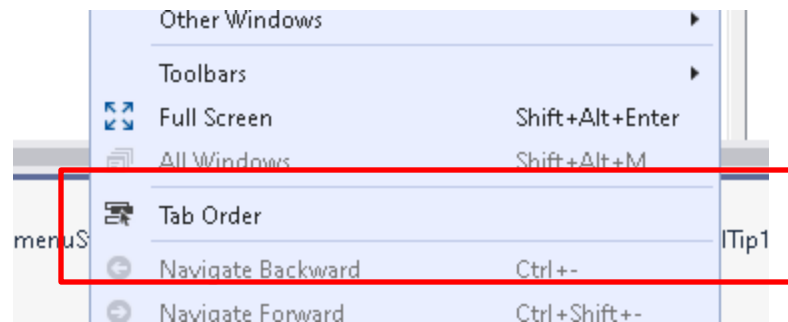 Other Windows
Toolbars
Full Screen Shift+Alt+Enter
All Windows Shift+Alt+M
Tab Order
menuS lTip1
Navigate Backward Ctrl+-
Navigate Forward Ctrl+Shift+-